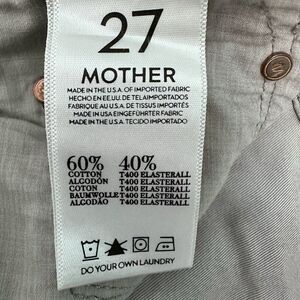 27
MOTHER
MADE IN THE U.S.A. OF IMPORTED FABRIC
HECHO EN EE.UU. DE TELA IMPORTADOS
FABRIQUE AU U.S.A. DE TISSUS IMPORTÉS
MADE IN USA EINGEFÜHRTER FABRIC
MADE IN U.S.A. TECIDO IMPORTADO
60% 40%
COTTON T400 ELASTERALL
ALGODÓN T400 ELASTERALL
COTON T400 ELASTERALL
BAUMWOLLE T400 ELASTERALL
ALGODÃO T400 ELASTERALL
DO YOUR OWN LAUNDRY